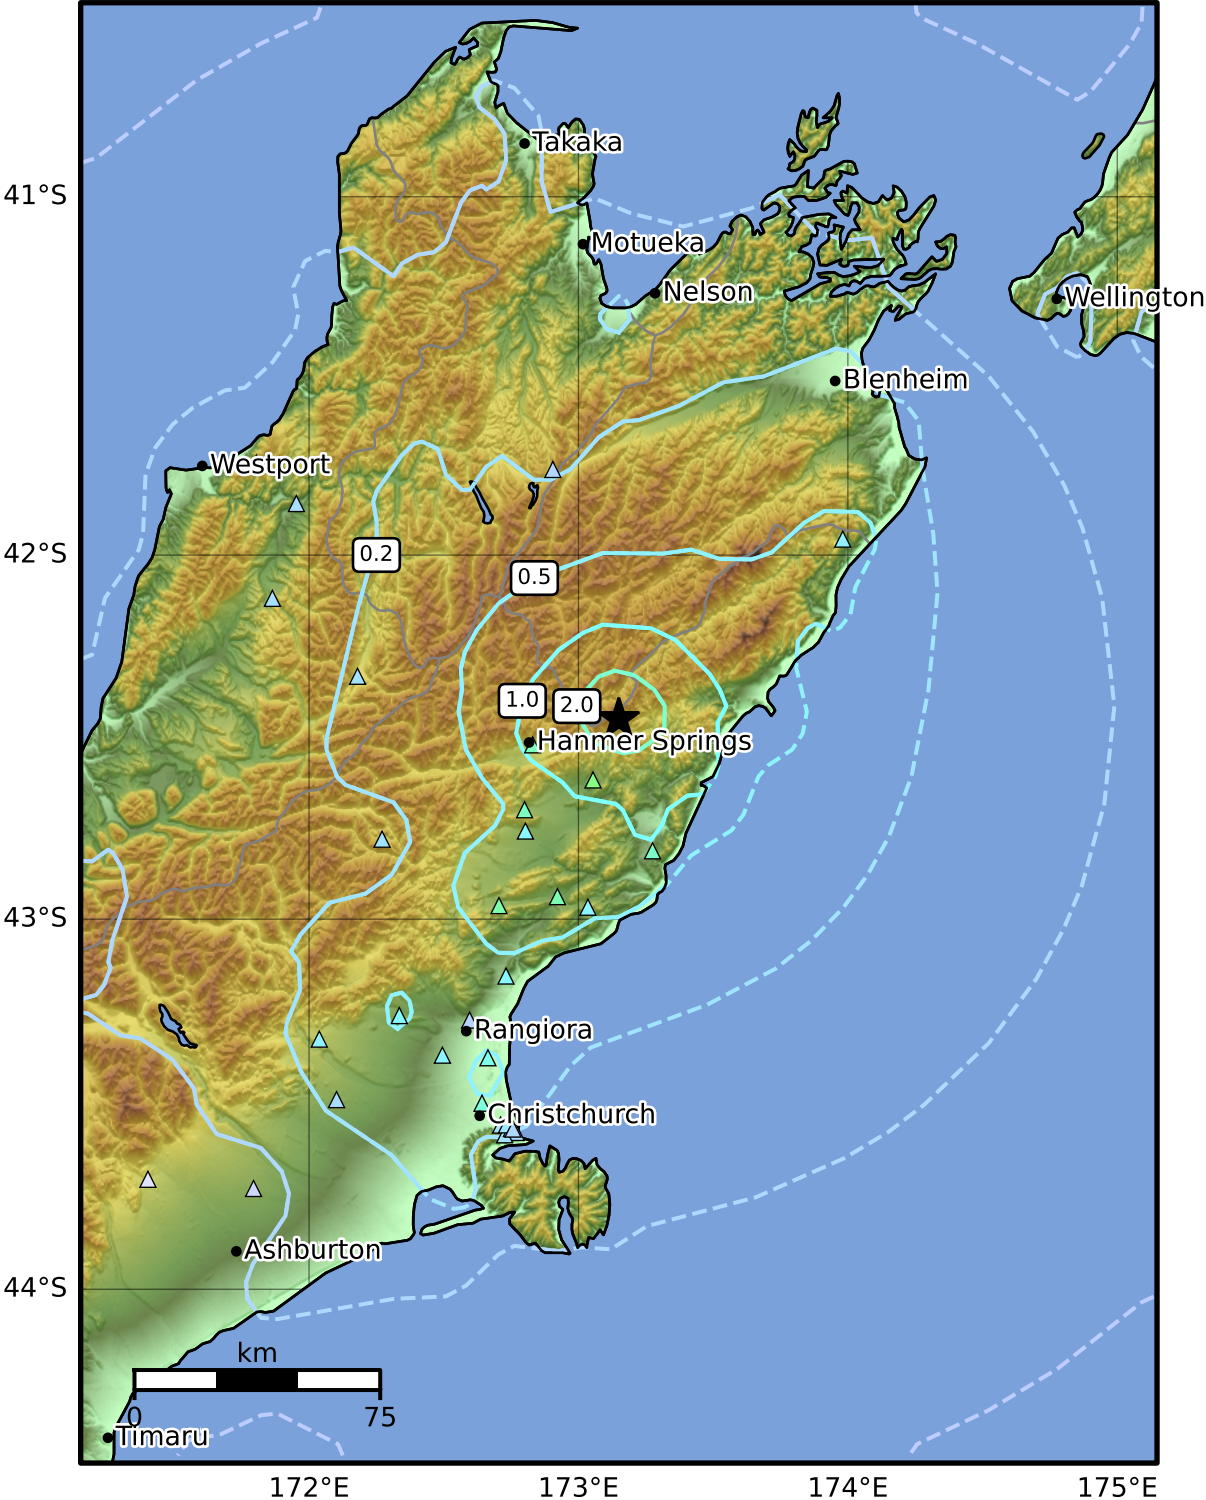 Takaka
41°S
Motueka
Nelson
Wellington
Blenheim
Westport
42°S
0.2
0.5
1.0
2.0
Hanmer Springs
43°S
Rangiora
Christchurch
Ashburton
44°S
km
0
75
Timaru
172°E
173°E
174°E
175°E